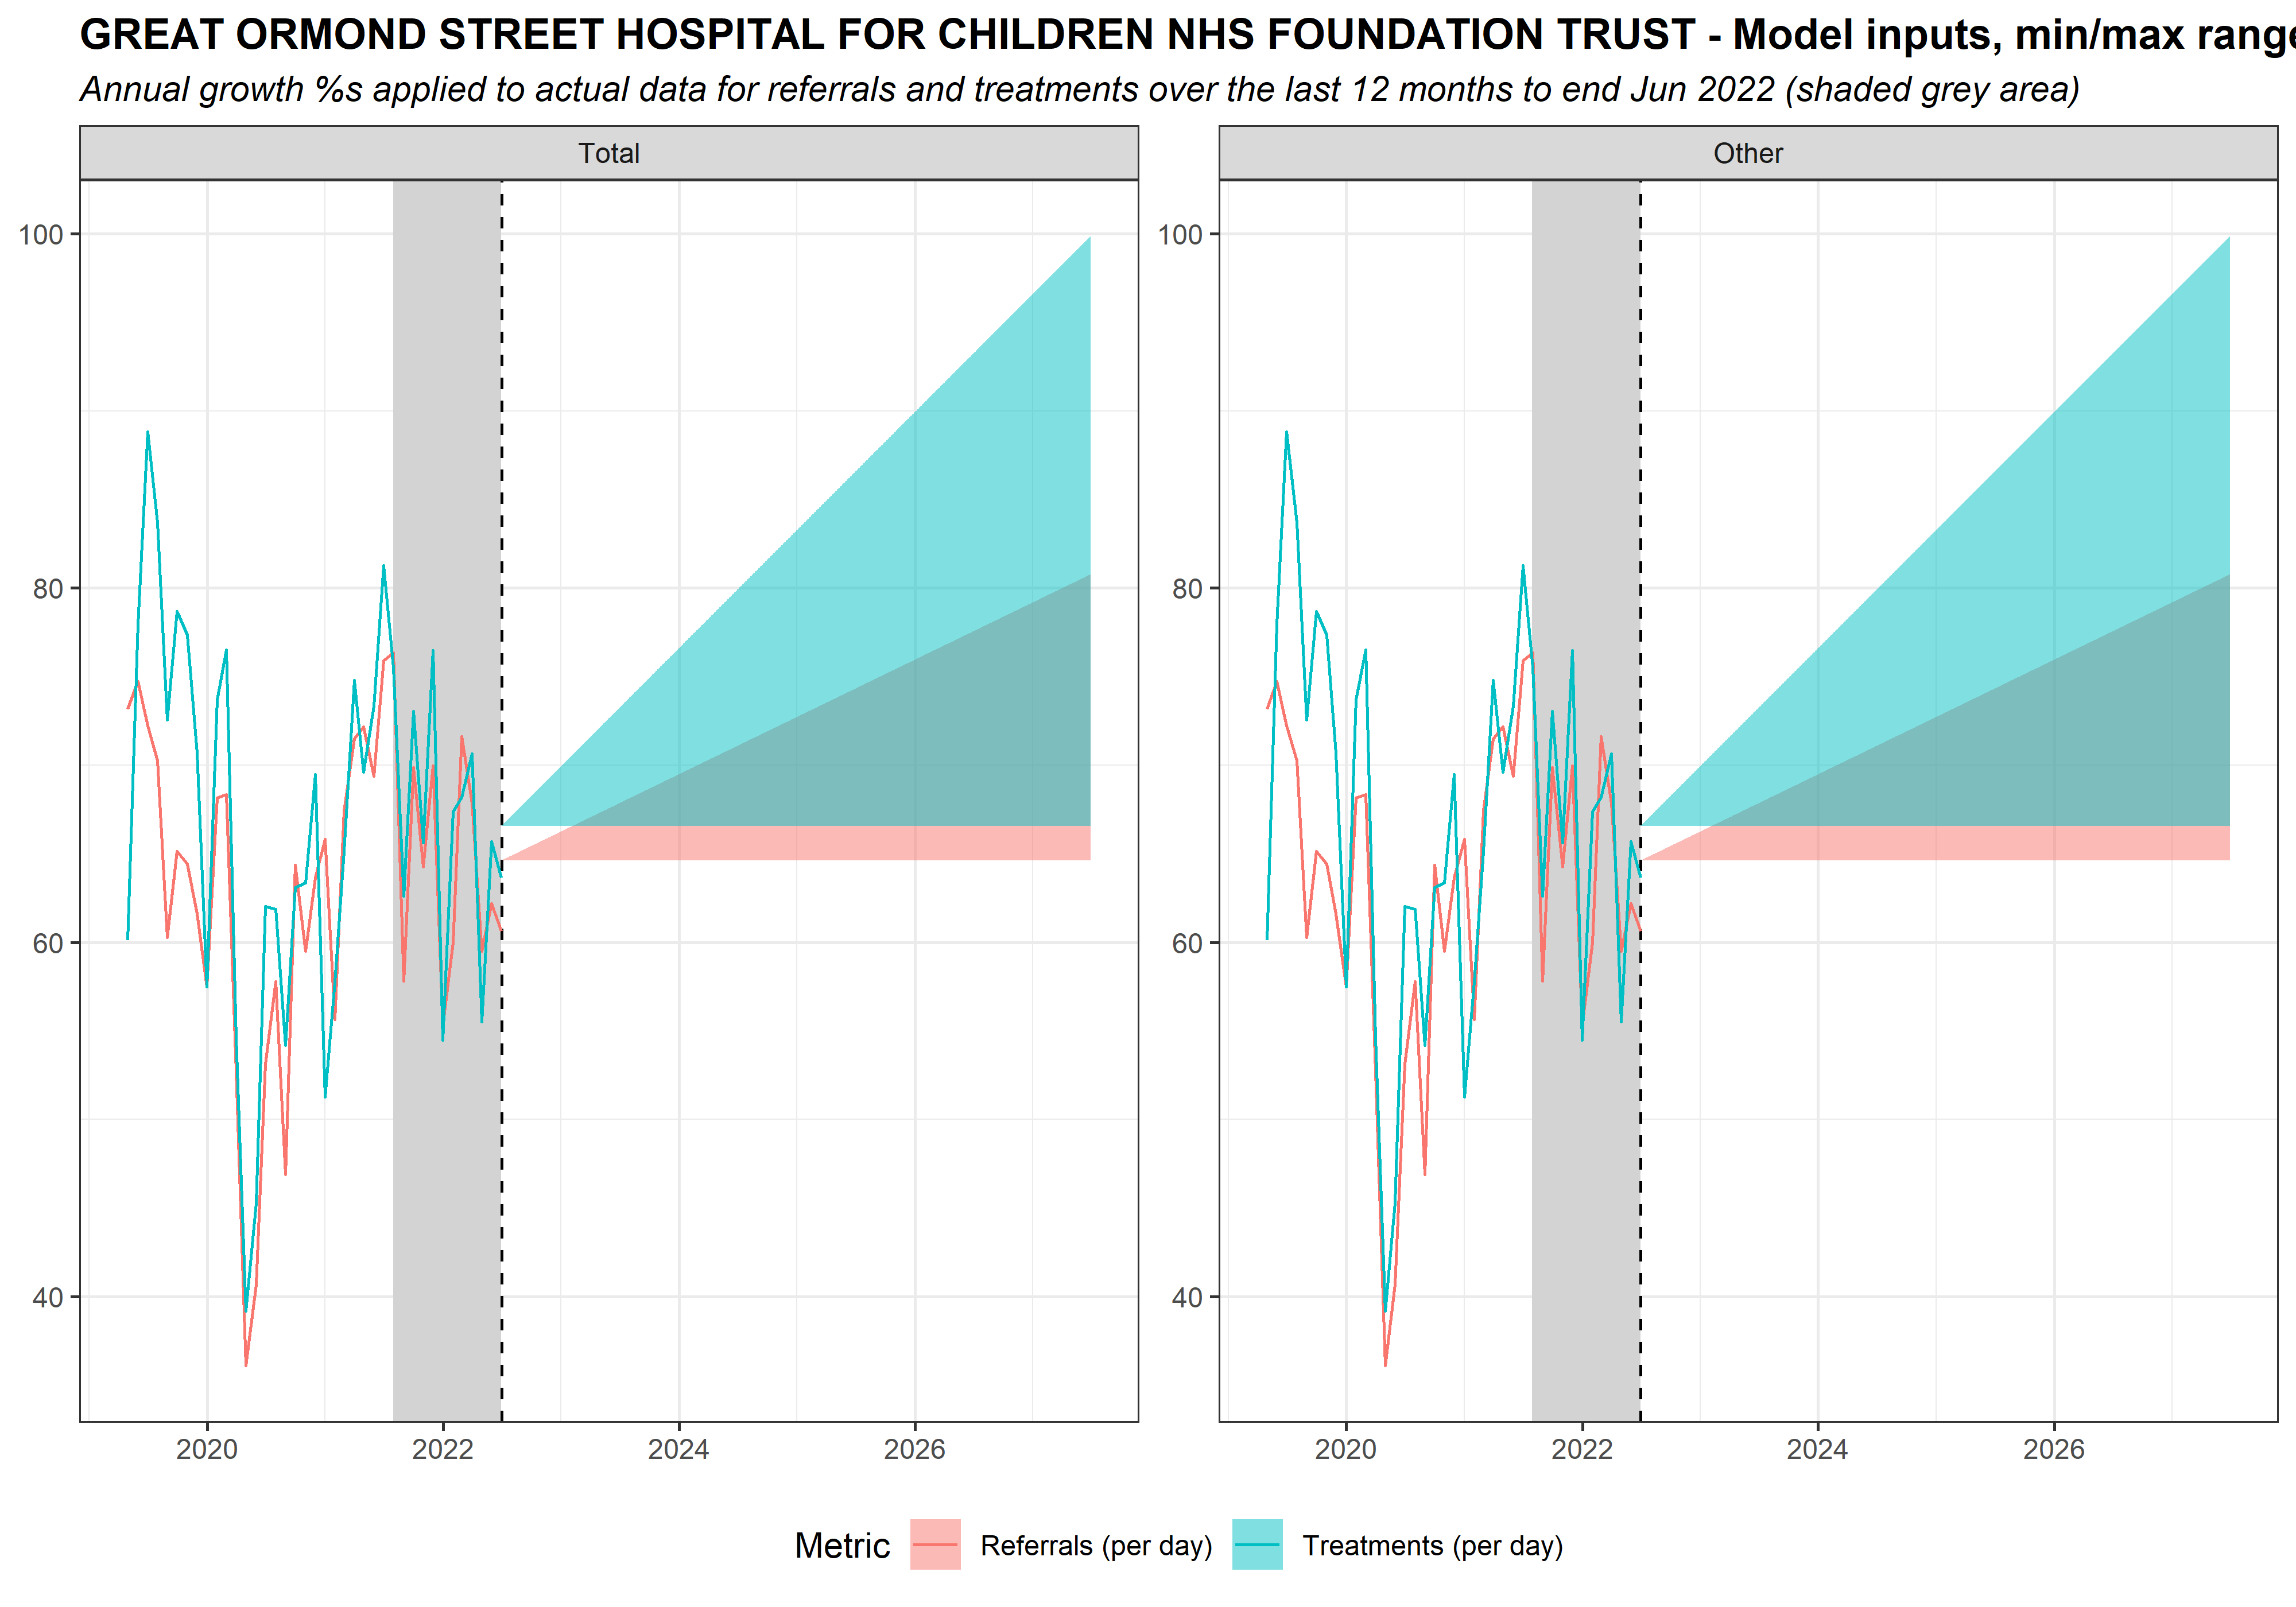 GREAT ORMOND STREET HOSPITAL FOR CHILDREN NHS FOUNDATION TRUST - Model inputs, min/max range
Annual growth %s applied to actual data for referrals and treatments over the last 12 months to end Jun 2022 (shaded grey area)
Total
Other
100
80
60
40
100
80
60
40
2020 2022 2024 2026
2020 2022 2024 2026
Metric Referrals (per day) Treatments (per day)